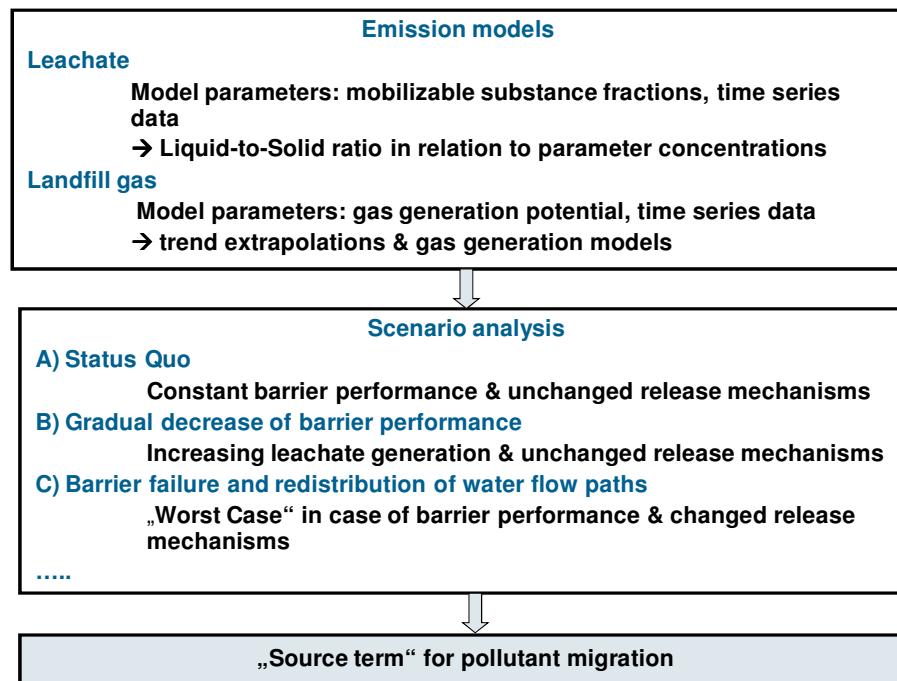 Emission models
Leachate
Model parameters: mobilizable substance fractions, time series
data
→ Liquid-to-Solid ratio in relation to parameter concentrations
Landfill gas
Model parameters: gas generation potential, time series data
→ trend extrapolations & gas generation models
Scenario analysis
A) Status Quo
Constant barrier performance & unchanged release mechanisms
B) Gradual decrease of barrier performance
Increasing leachate generation & unchanged release mechanisms
C) Barrier failure and redistribution of water flow paths
„Worst Case“ in case of barrier performance & changed release
mechanisms
…..
„Source term“ for pollutant migration